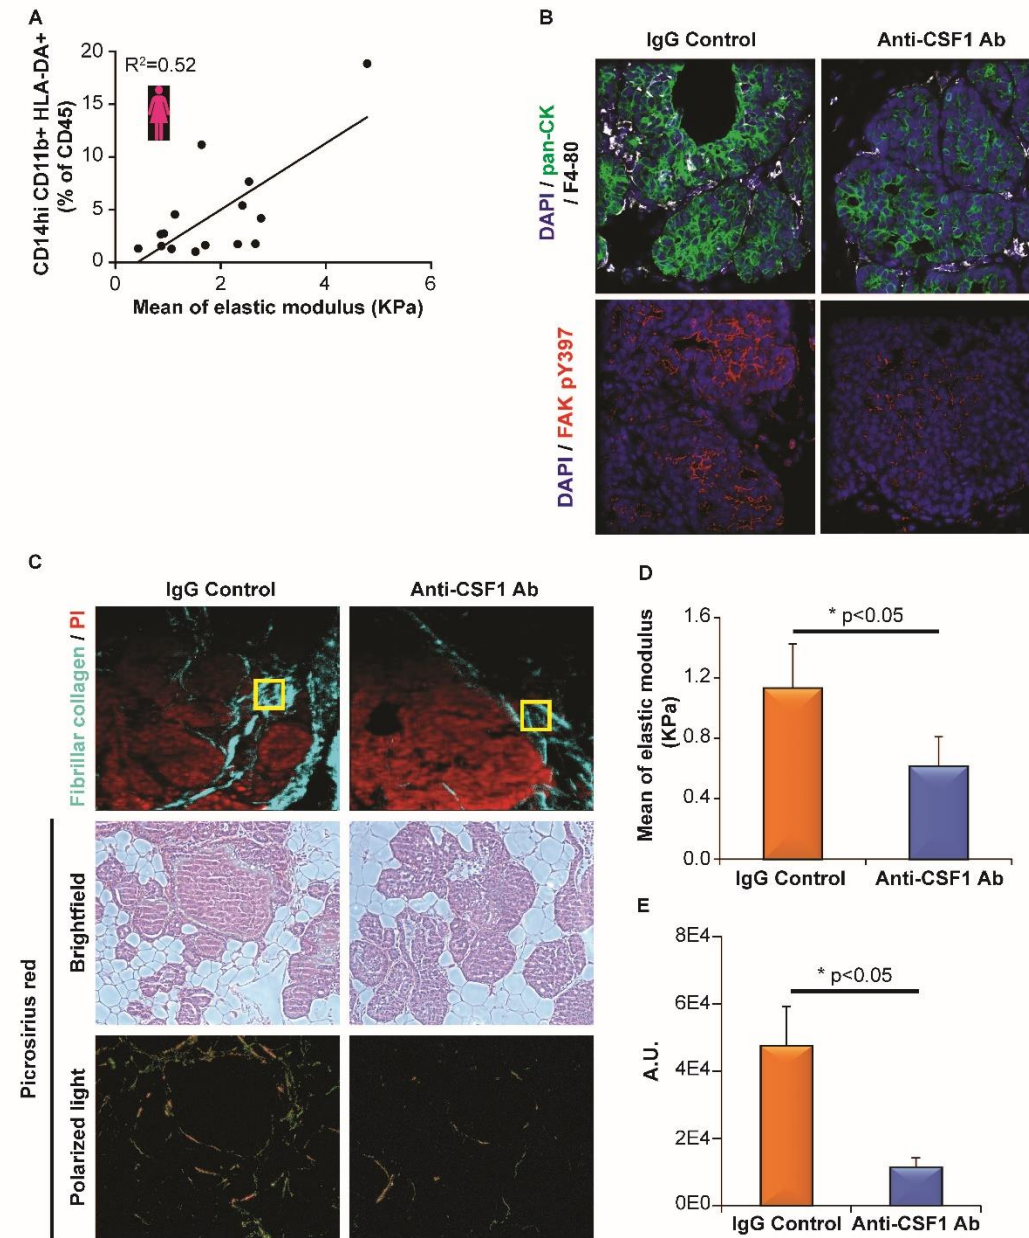 A
CD14hi CD11b+ HLA-DA+
(% of CD45)
20
15
10
5
0
R²=0.52
0
2
4
6
Mean of elastic modulus (KPa)
B
IgG Control
Anti-CSF1 Ab
DAPI / pan-CK
/ F4-80
DAPI / FAK pY397
C
IgG Control
Anti-CSF1 Ab
Fibrillar collagen / PI
Picrosirius red
Brightfield
Polarized light
D
Mean of elastic modulus
(KPa)
1.6
1.2
0.8
0.4
0.0
* p<0.05
IgG Control
Anti-CSF1 Ab
E
A.U.
8E4
6E4
4E4
2E4
0E0
* p<0.05
IgG Control
Anti-CSF1 Ab